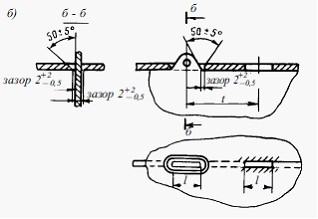 б)
б - б
б
50±5°
50±5°
зазор 2⁺²₋₀,₅
зазор 2⁺²₋₀,₅
зазор 2⁺²₋₀,₅
t
б
l
l